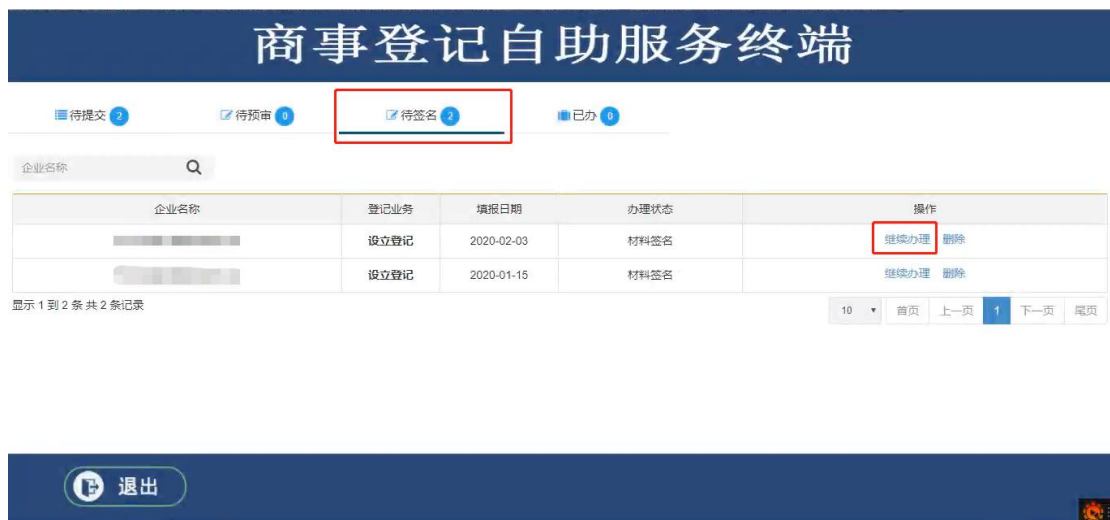 商事登记自助服务终端
待提交 2 待预审 0 待签名 2 已办 0
企业名称
企业名称 登记业务 填报日期 办理状态 操作
设立登记 2020-02-03 材料签名 继续办理 删除
设立登记 2020-01-15 材料签名 继续办理 删除
显示 1 到 2 条 共 2 条记录 10 首页 上一页 1 下一页 尾页
退出